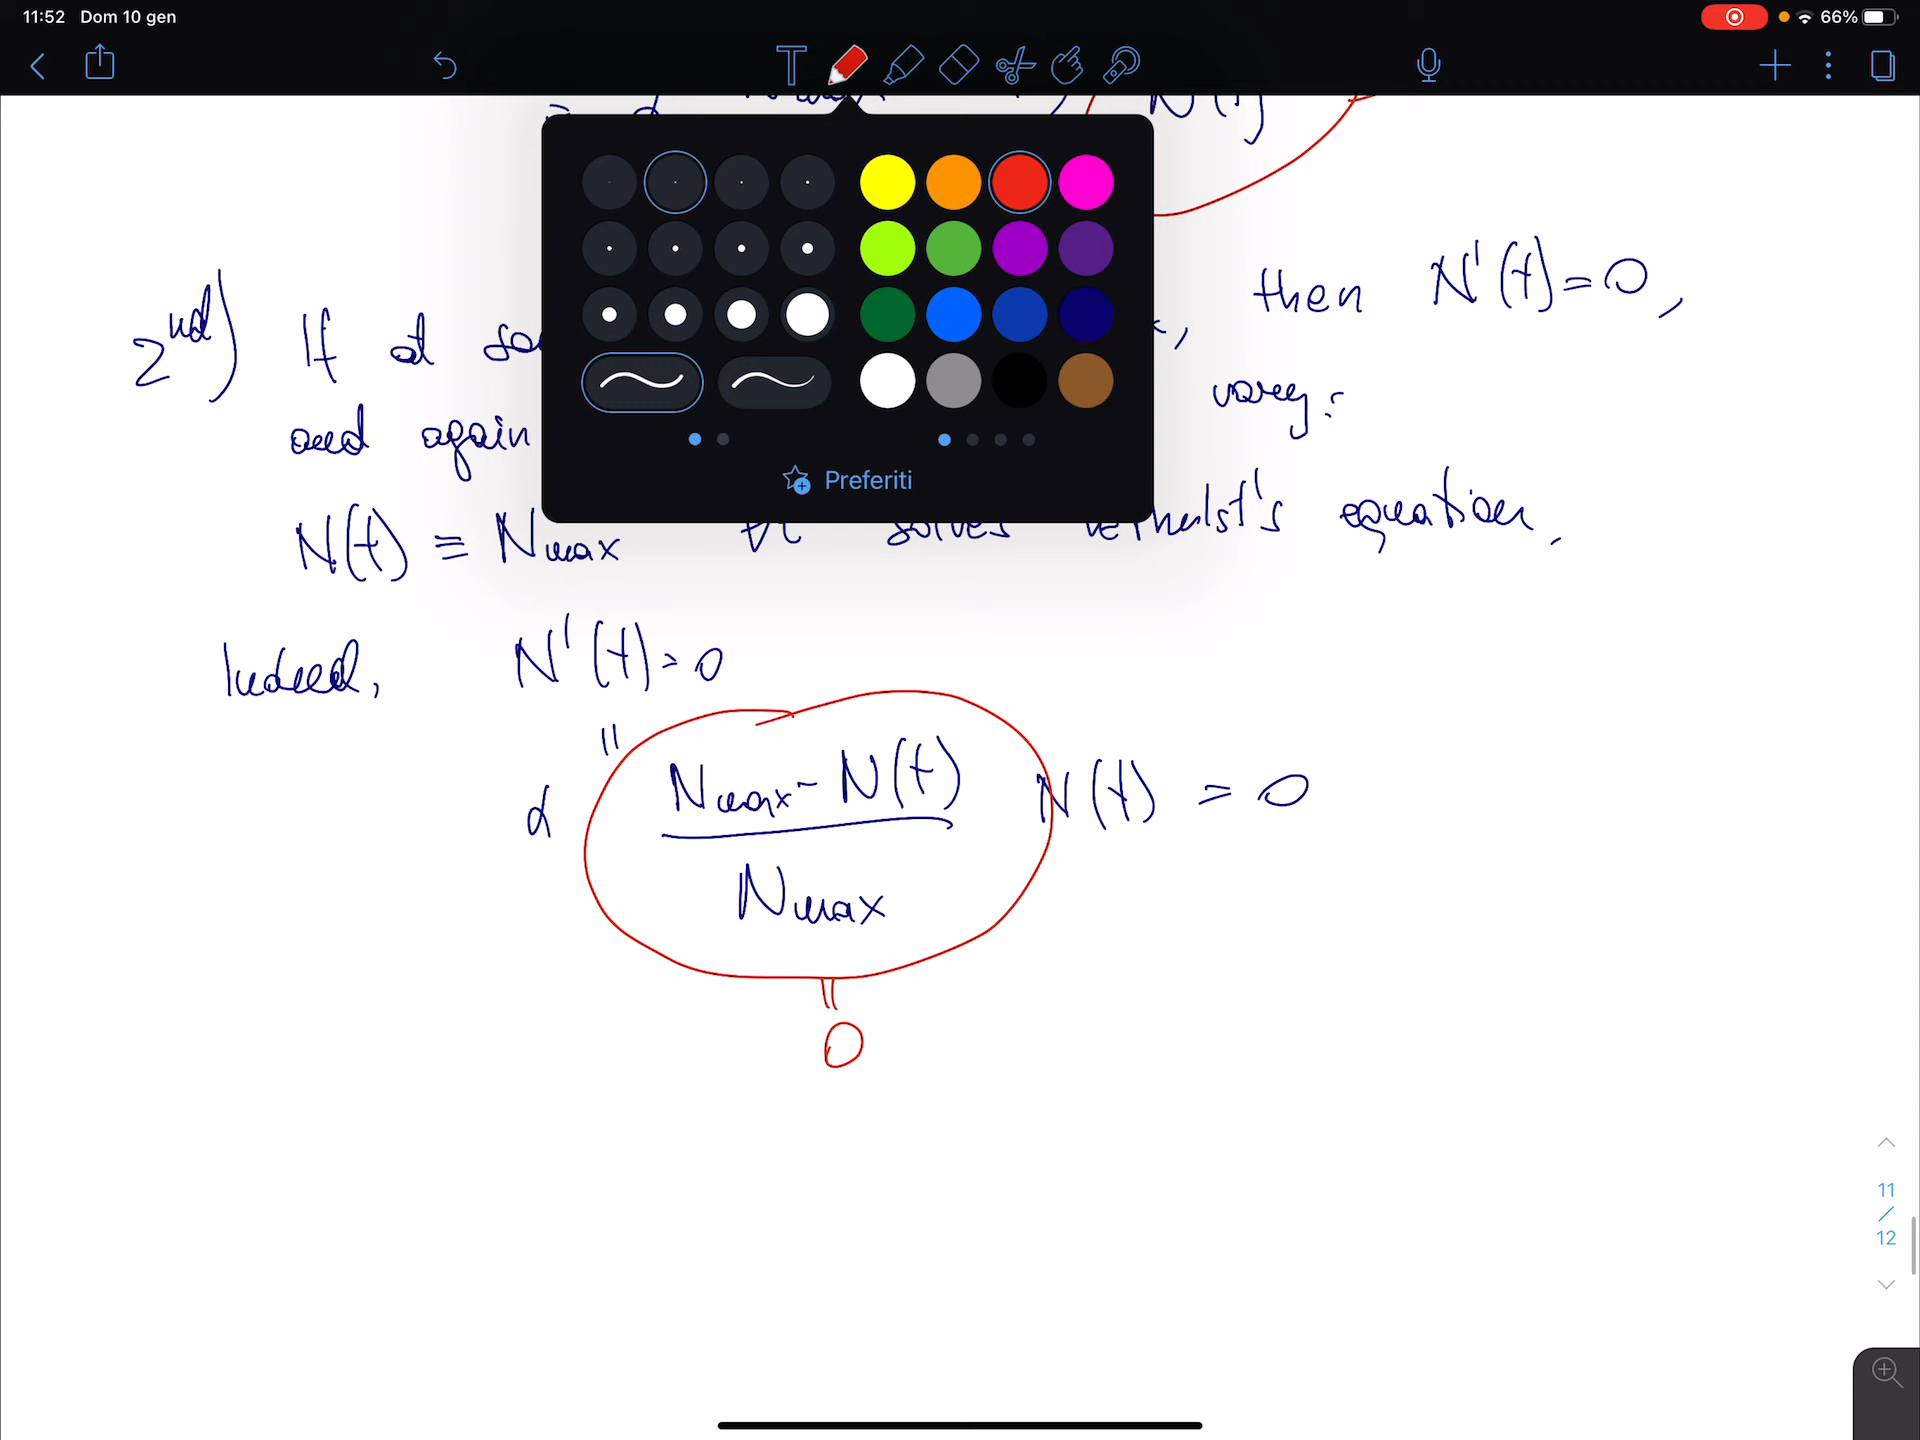 11:52 Dom 10 gen 66%
N(t)
2nd) If at then N'(t)=0,
and again vary:
N(t) ≡ Nmax solves equation,
Preferiti
Indeed, N'(t)=0
"
α Nmax - N(t) N(t) = 0
Nmax
"
0
11
/
12